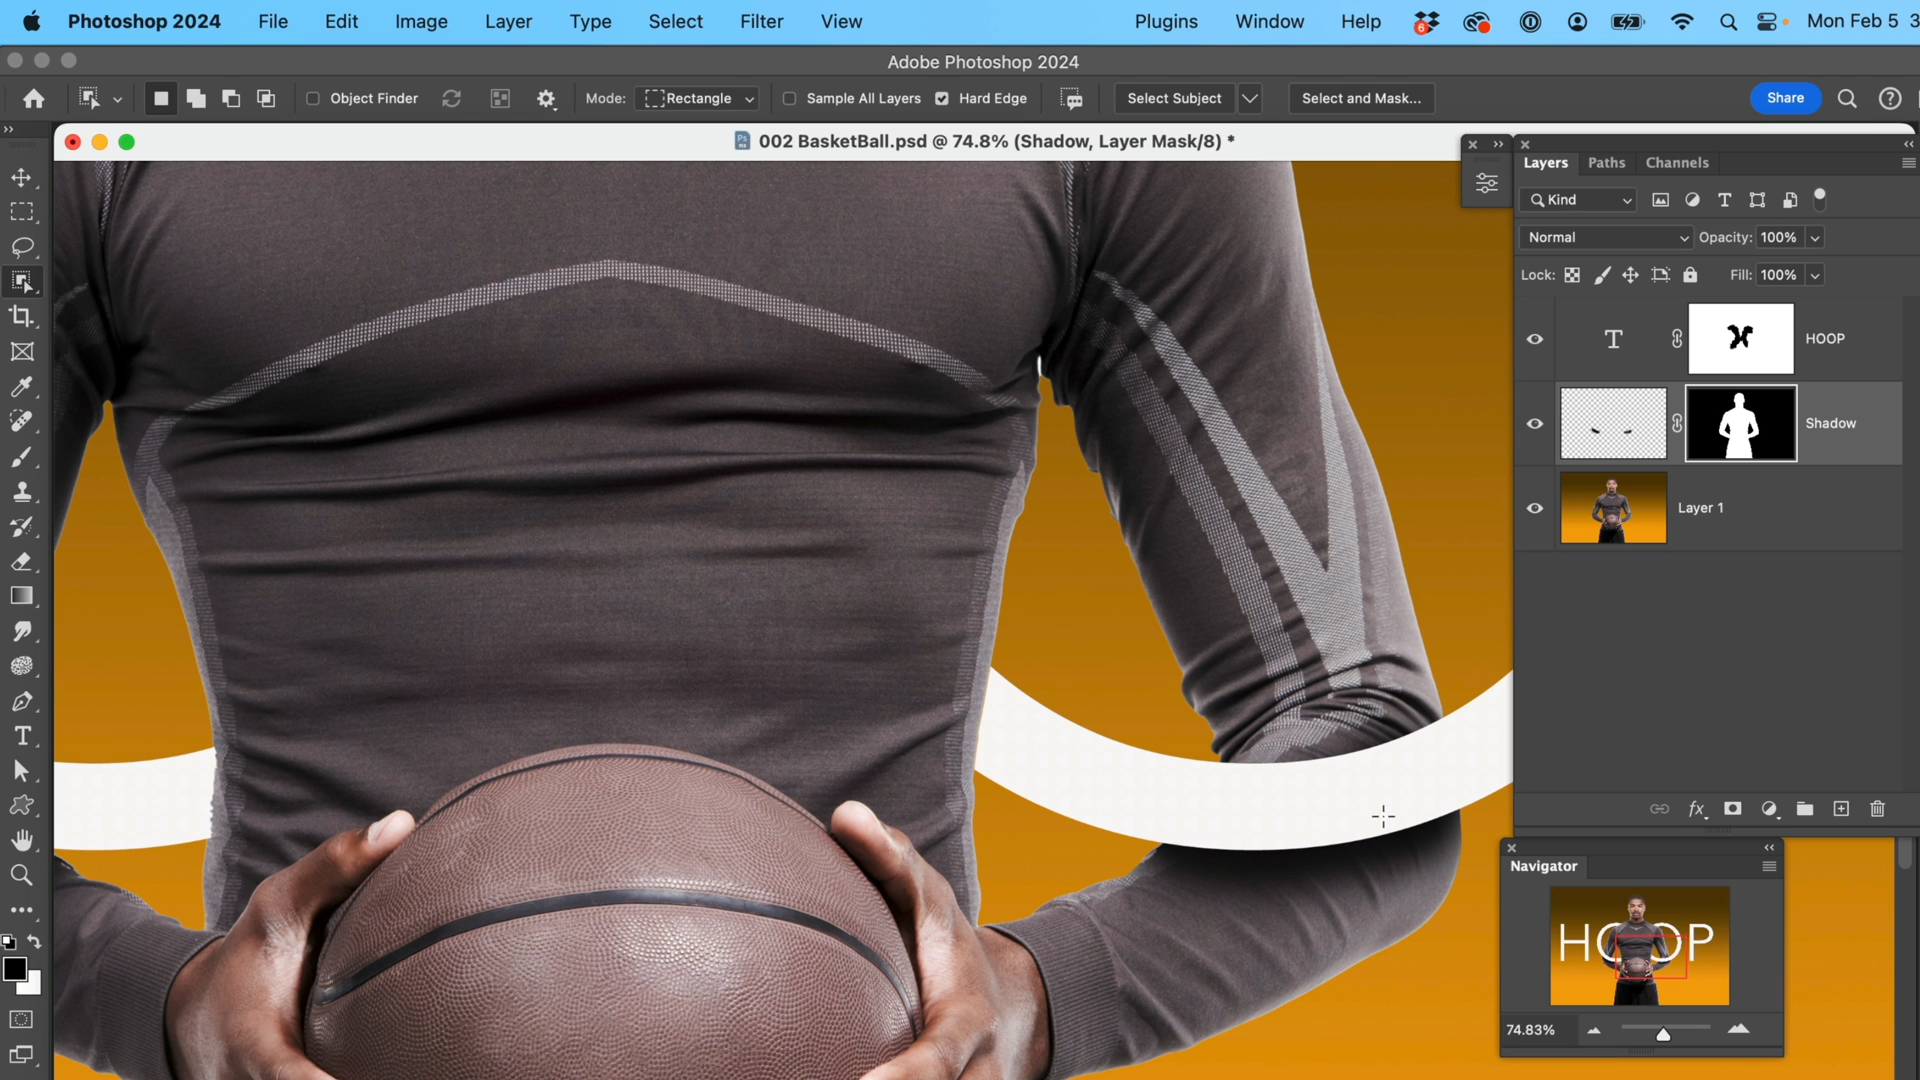 Photoshop 2024 File Edit Image Layer Type Select Filter View Plugins Window Help 6 Mon Feb 5 3
Adobe Photoshop 2024
Object Finder Mode: Rectangle Sample All Layers Hard Edge Select Subject Select and Mask... Share
002 BasketBall.psd @ 74.8% (Shadow, Layer Mask/8) *
Layers Paths Channels
Kind
Normal Opacity: 100%
Lock: Fill: 100%
HOOP
Shadow
Layer 1
fx
Navigator
HOOP
74.83%